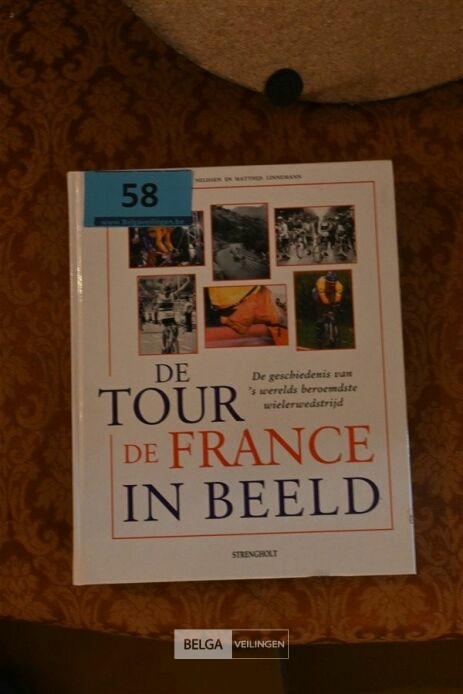 58
www.Belgaveilingen.be
NELISSEN EN MATTHIJS LINNEMANN
DE
TOUR
DE FRANCE
IN BEELD
De geschiedenis van
's werelds beroemdste
wielerwedstrijd
STRENGHOLT
BELGA VEILINGEN